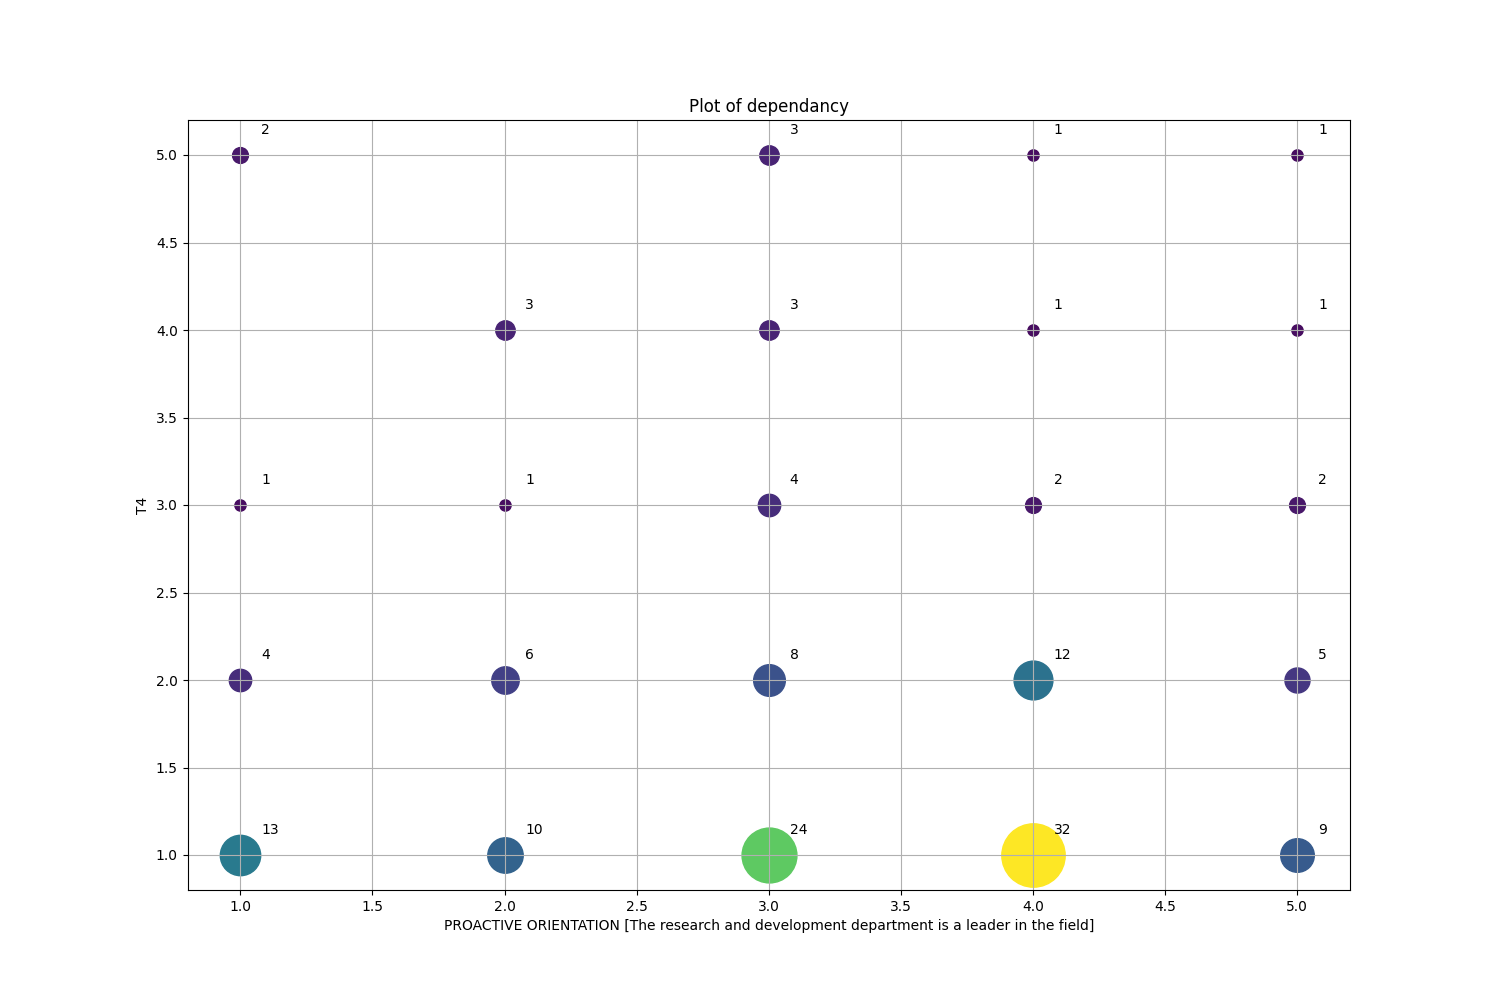 Plot of dependancy
2 3 1 1
5.0
4.5
3 3 1 1
4.0
3.5
1 1 4 2 2
3.0
T4
2.5
4 6 8 12 5
2.0
1.5
13 10 24 32 9
1.0
1.0 1.5 2.0 2.5 3.0 3.5 4.0 4.5 5.0
PROACTIVE ORIENTATION [The research and development department is a leader in the field]